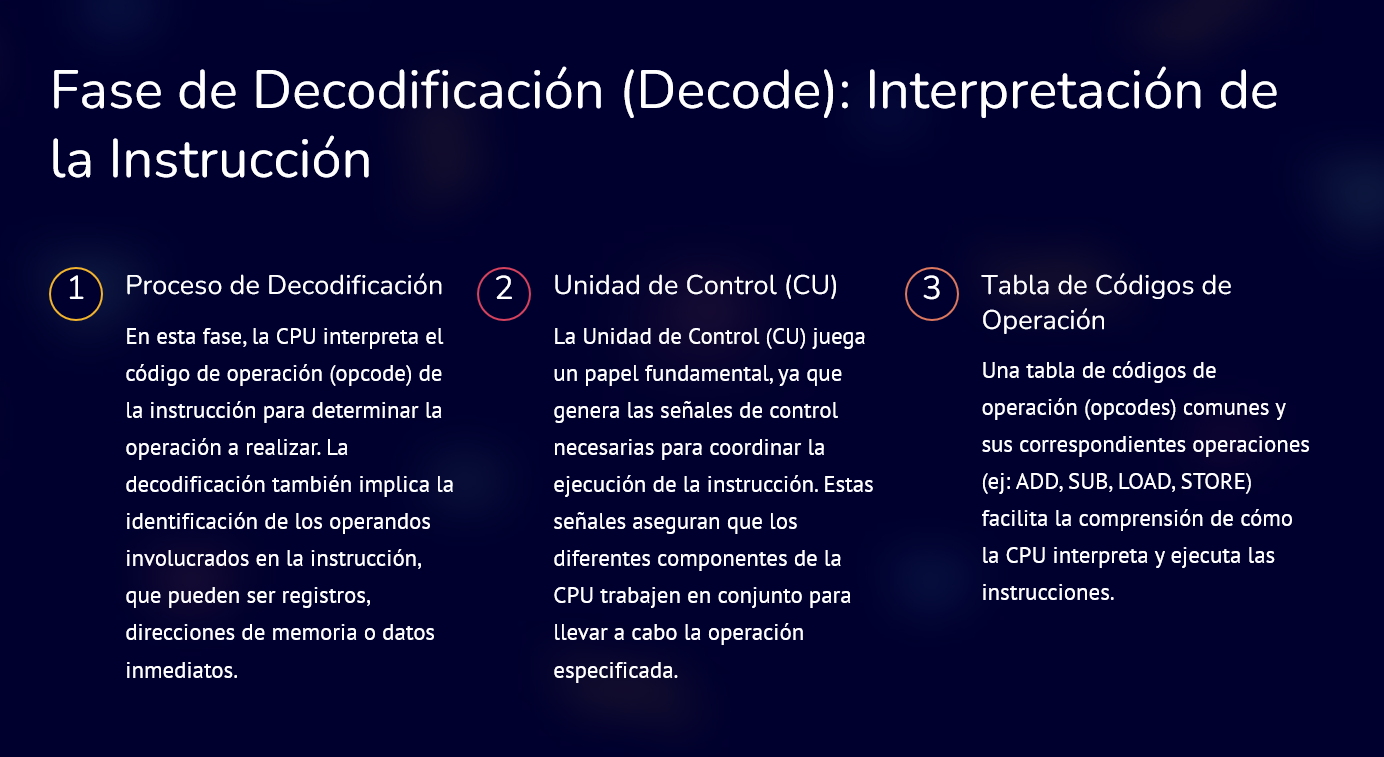 Fase de Decodificación (Decode): Interpretación de
la Instrucción
1
Proceso de Decodificación
En esta fase, la CPU interpreta el
código de operación (opcode) de
la instrucción para determinar la
operación a realizar. La
decodificación también implica la
identificación de los operandos
involucrados en la instrucción,
que pueden ser registros,
direcciones de memoria o datos
inmediatos.
2
Unidad de Control (CU)
La Unidad de Control (CU) juega
un papel fundamental, ya que
genera las señales de control
necesarias para coordinar la
ejecución de la instrucción. Estas
señales aseguran que los
diferentes componentes de la
CPU trabajen en conjunto para
llevar a cabo la operación
especificada.
3
Tabla de Códigos de
Operación
Una tabla de códigos de
operación (opcodes) comunes y
sus correspondientes operaciones
(ej: ADD, SUB, LOAD, STORE)
facilita la comprensión de cómo
la CPU interpreta y ejecuta las
instrucciones.